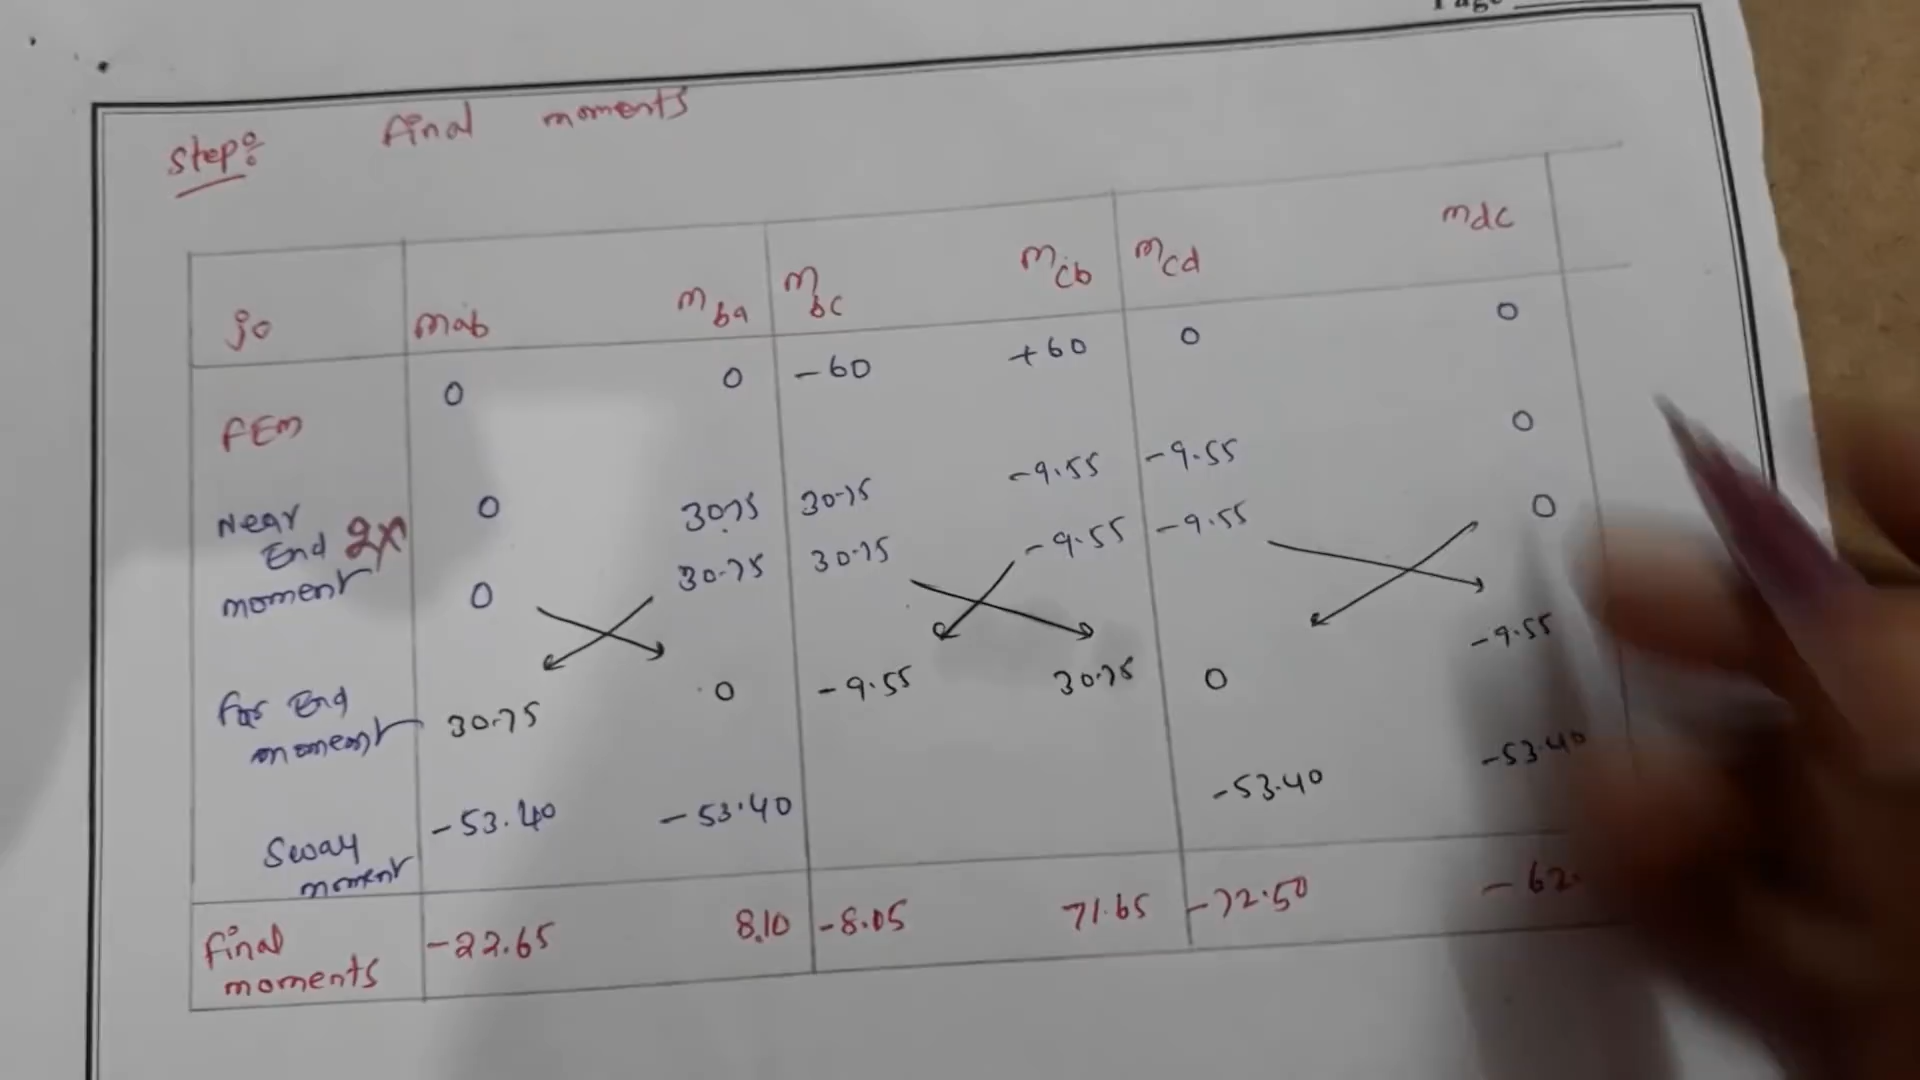 Page
Step: final moments
jo mab mba mbc mcb mcd mdc
FEM 0 0 -60 +60 0 0
Near End moment 2x 0 30.75 30.75 -9.55 -9.55 0
0 30.75 30.75 -9.55 -9.55 0
far End moment 30.75 0 -9.55 30.75 0 -9.55
Sway moment -53.40 -53.40 -53.40 -53.40
final moments -22.65 8.10 -8.05 71.65 -72.50 -62.